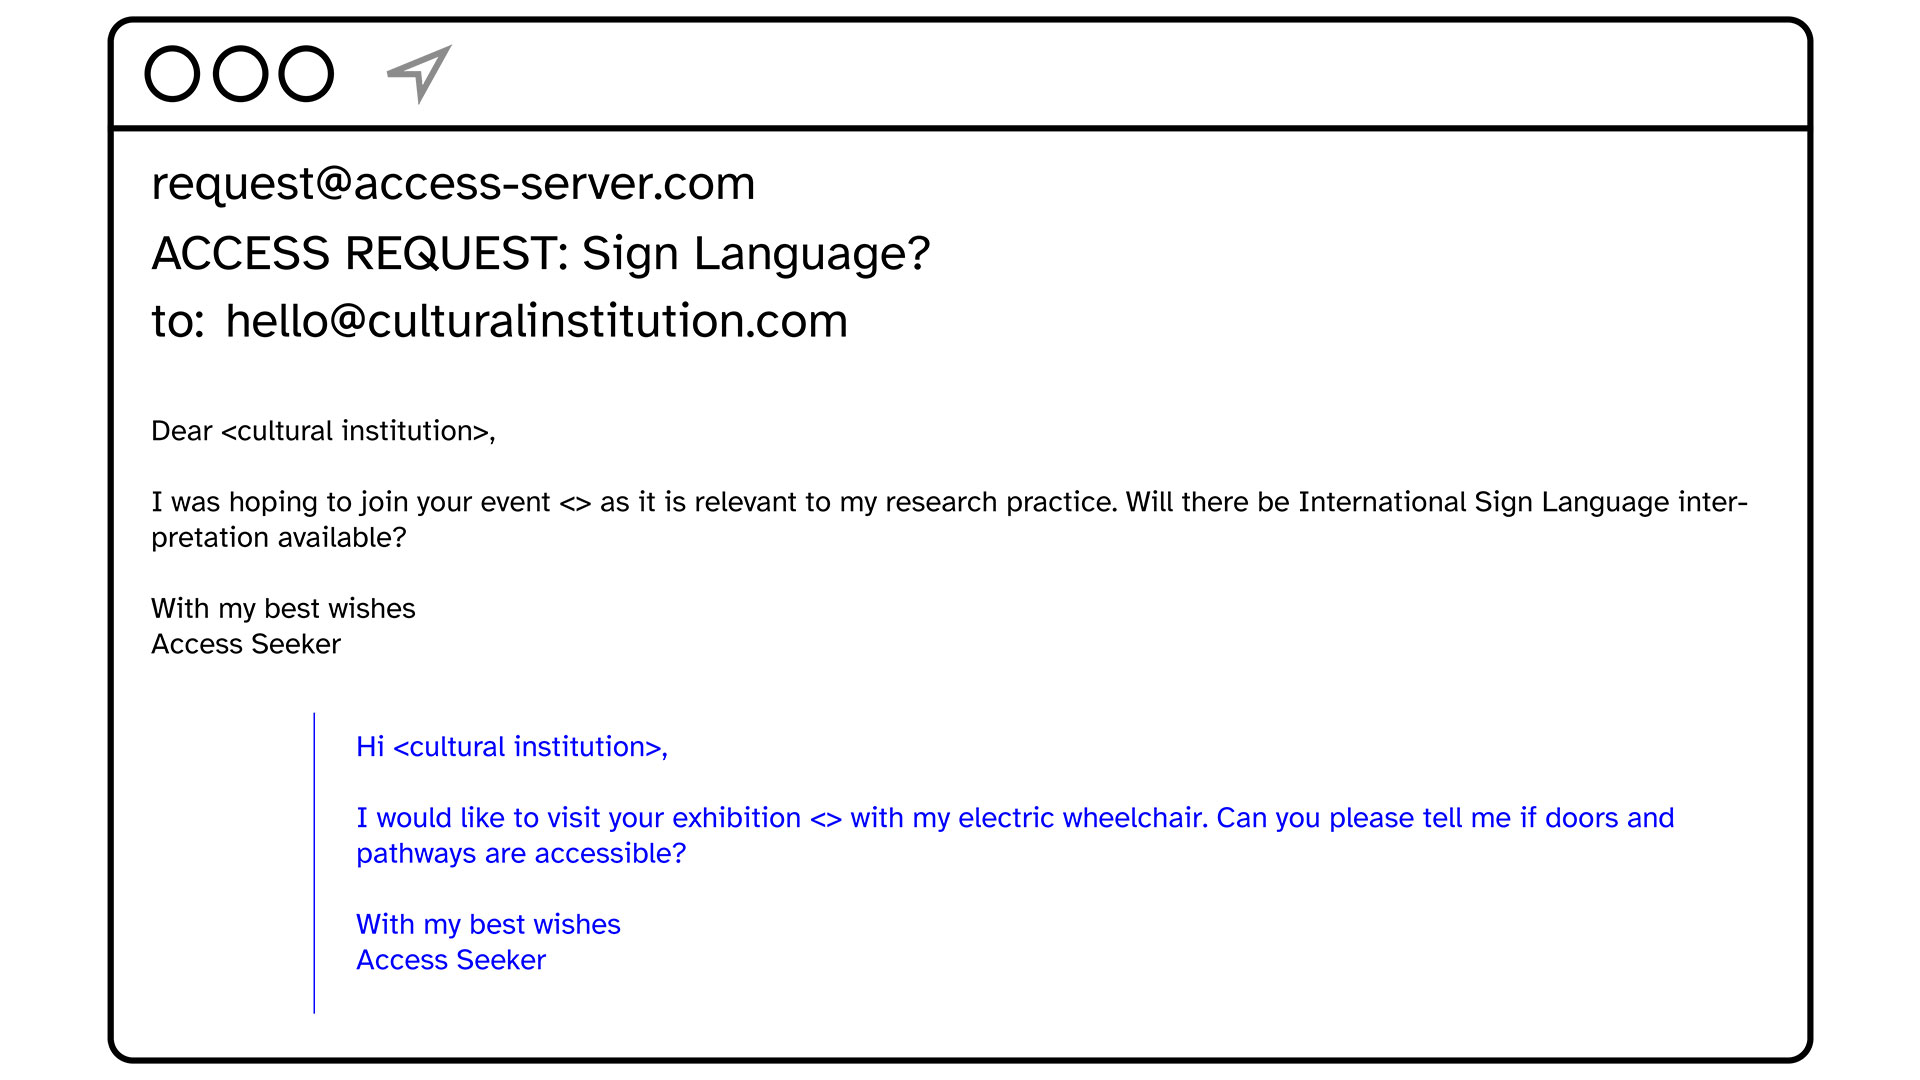 request@access-server.com
ACCESS REQUEST: Sign Language?
to: hello@culturalinstitution.com
Dear <cultural institution>,
I was hoping to join your event <> as it is relevant to my research practice. Will there be International Sign Language inter-
pretation available?
With my best wishes
Access Seeker
Hi <cultural institution>,
I would like to visit your exhibition <> with my electric wheelchair. Can you please tell me if doors and
pathways are accessible?
With my best wishes
Access Seeker